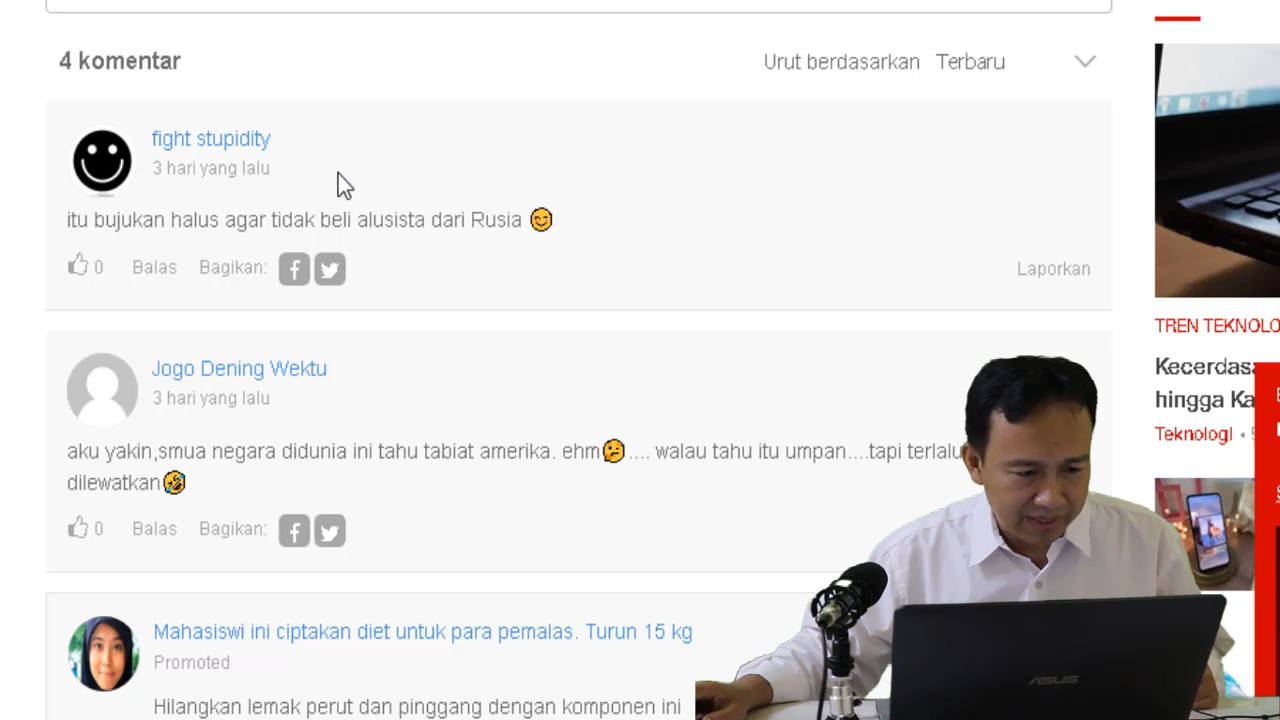 4 komentar
Urut berdasarkan Terbaru
fight stupidity
3 hari yang lalu
itu bujukan halus agar tidak beli alusista dari Rusia 😊
0 Balas Bagikan:
Laporkan
Jogo Dening Wektu
3 hari yang lalu
aku yakin,smua negara didunia ini tahu tabiat amerika. ehm🤔.... walau tahu itu umpan....tapi terlalu
dilewatkan🤣
0 Balas Bagikan:
Mahasiswi ini ciptakan diet untuk para pemalas. Turun 15 kg
Promoted
Hilangkan lemak perut dan pinggang dengan komponen ini
TREN TEKNOLO
Kecerdasa
hingga Ka
Teknologi
ASUS